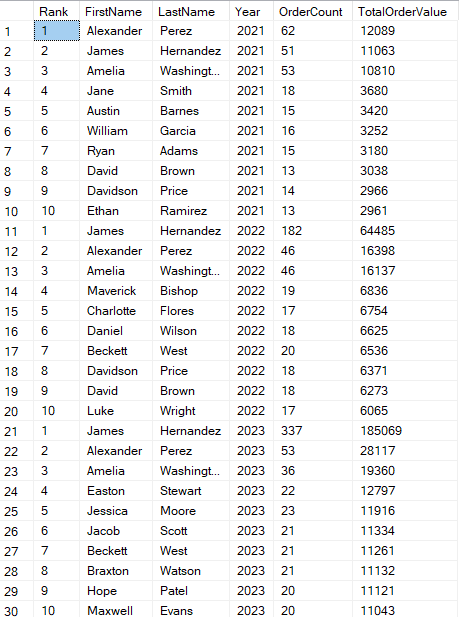 Rank FirstName LastName Year OrderCount TotalOrderValue
1 1 Alexander Perez 2021 62 12089
2 2 James Hernandez 2021 51 11063
3 3 Amelia Washingt... 2021 53 10810
4 4 Jane Smith 2021 18 3680
5 5 Austin Barnes 2021 15 3420
6 6 William Garcia 2021 16 3252
7 7 Ryan Adams 2021 15 3180
8 8 David Brown 2021 13 3038
9 9 Davidson Price 2021 14 2966
10 10 Ethan Ramirez 2021 13 2961
11 1 James Hernandez 2022 182 64485
12 2 Alexander Perez 2022 46 16398
13 3 Amelia Washingt... 2022 46 16137
14 4 Maverick Bishop 2022 19 6836
15 5 Charlotte Flores 2022 17 6754
16 6 Daniel Wilson 2022 18 6625
17 7 Beckett West 2022 20 6536
18 8 Davidson Price 2022 18 6371
19 9 David Brown 2022 18 6273
20 10 Luke Wright 2022 17 6065
21 1 James Hernandez 2023 337 185069
22 2 Alexander Perez 2023 53 28117
23 3 Amelia Washingt... 2023 36 19360
24 4 Easton Stewart 2023 22 12797
25 5 Jessica Moore 2023 23 11916
26 6 Jacob Scott 2023 21 11334
27 7 Beckett West 2023 21 11261
28 8 Braxton Watson 2023 21 11132
29 9 Hope Patel 2023 20 11121
30 10 Maxwell Evans 2023 20 11043